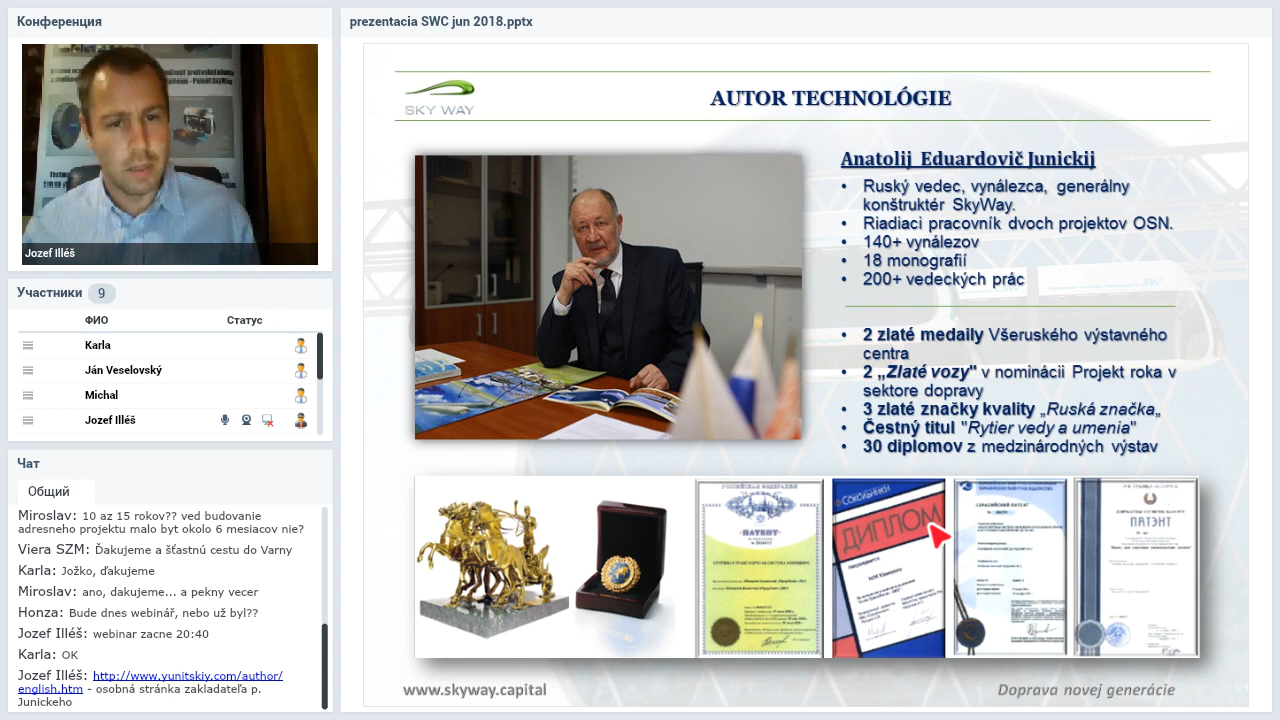 Конференция
Jozef Illéš
Участники 9
ФИО Статус
Karla
Ján Veselovský
Michal
Jozef Illéš
Чат
Общий
Miroslav: 10 az 15 rokov?? ved budovanie
adresneho projektu malo byt okolo 6 mesiacov nie?
Viera SZM: Ďakujeme a šťastnú cestu do Varny
Karla: Jožko, ďakujeme
dakujeme... a pekny vecer
Honza: Bude dnes webinář, nebo už byl??
Jozef Illéš: webinar zacne 20:40
Karla: OK
Jozef Illéš: http://www.yunitskiy.com/author/
english.htm - osobná stránka zakladateľa p.
Junickeho
prezentacia SWC jun 2018.pptx
SKY WAY
AUTOR TECHNOLÓGIE
Anatolij Eduardovič Junickij
• Ruský vedec, vynálezca, generálny
konštruktér SkyWay.
• Riadiaci pracovník dvoch projektov OSN.
• 140+ vynálezov
• 18 monografií
• 200+ vedeckých prác
• 2 zlaté medaily Všeruského výstavného
centra
• 2 „Zlaté vozy" v nominácii Projekt roka v
sektore dopravy
• 3 zlaté značky kvality „Ruská značka„
• Čestný titul "Rytier vedy a umenia"
• 30 diplomov z medzinárodných výstav
РОССИЙСКАЯ ФЕДЕРАЦИЯ
ПАТЕНТ
СОКОЛЬНИКИ
ДИПЛОМ
ЕВРАЗИЙСКИЙ ПАТЕНТ
ПАТЭНТ
www.skyway.capital
Doprava novej generácie